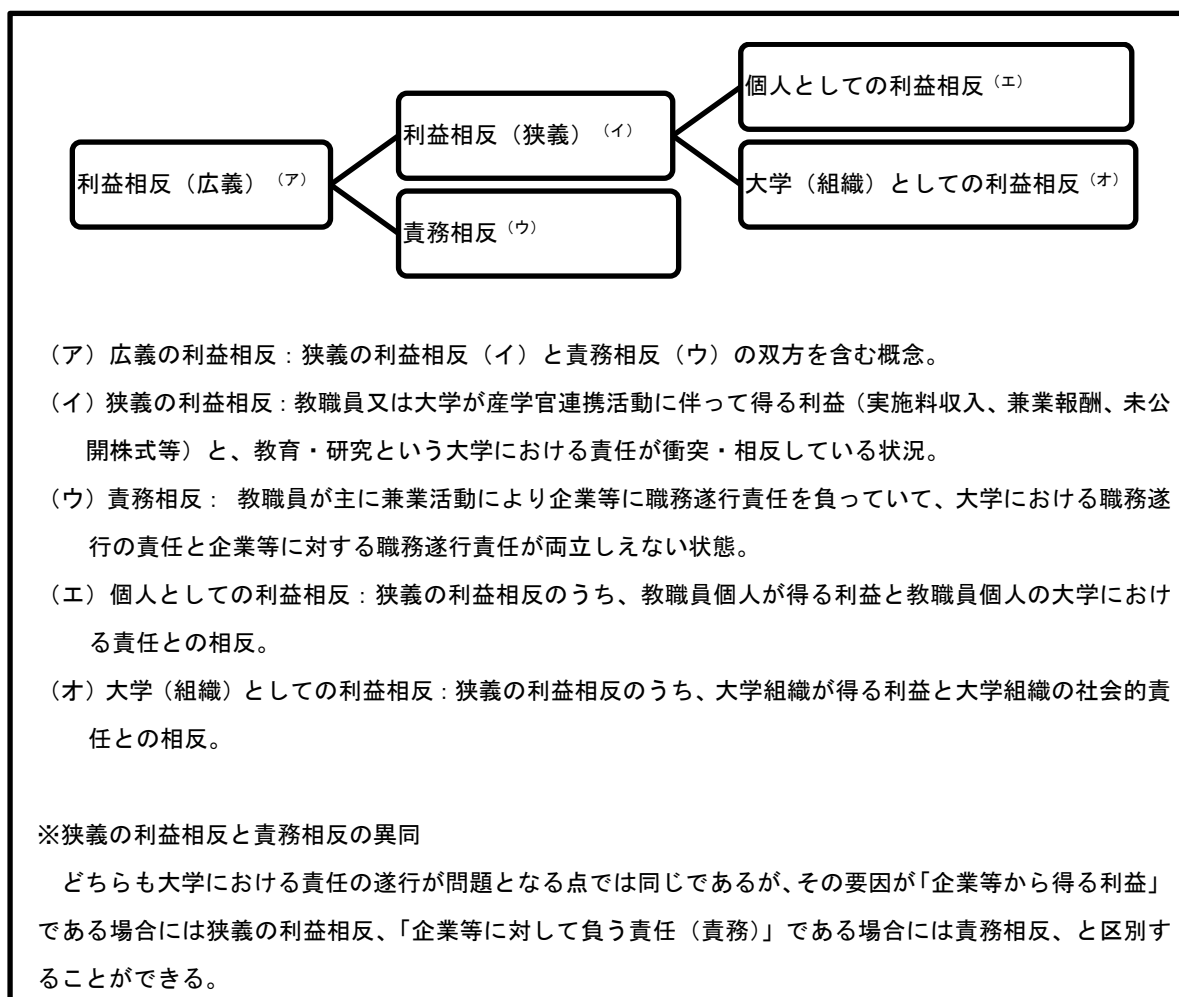 個人としての利益相反(エ)
利益相反(狭義)(イ)
利益相反(広義)(ア)
大学(組織)としての利益相反(オ)
責務相反(ウ)
(ア)広義の利益相反:狭義の利益相反(イ)と責務相反(ウ)の双方を含む概念。
(イ)狭義の利益相反:教職員又は大学が産学官連携活動に伴って得る利益(実施料収入、兼業報酬、未公
開株式等)と、教育・研究という大学における責任が衝突・相反している状況。
(ウ)責務相反: 教職員が主に兼業活動により企業等に職務遂行責任を負っていて、大学における職務遂
行の責任と企業等に対する職務遂行責任が両立しえない状態。
(エ)個人としての利益相反:狭義の利益相反のうち、教職員個人が得る利益と教職員個人の大学におけ
る責任との相反。
(オ)大学(組織)としての利益相反:狭義の利益相反のうち、大学組織が得る利益と大学組織の社会的責
任との相反。
※狭義の利益相反と責務相反の異同
どちらも大学における責任の遂行が問題となる点では同じであるが、その要因が「企業等から得る利益」
である場合には狭義の利益相反、「企業等に対して負う責任(責務)」である場合には責務相反、と区別す
ることができる。